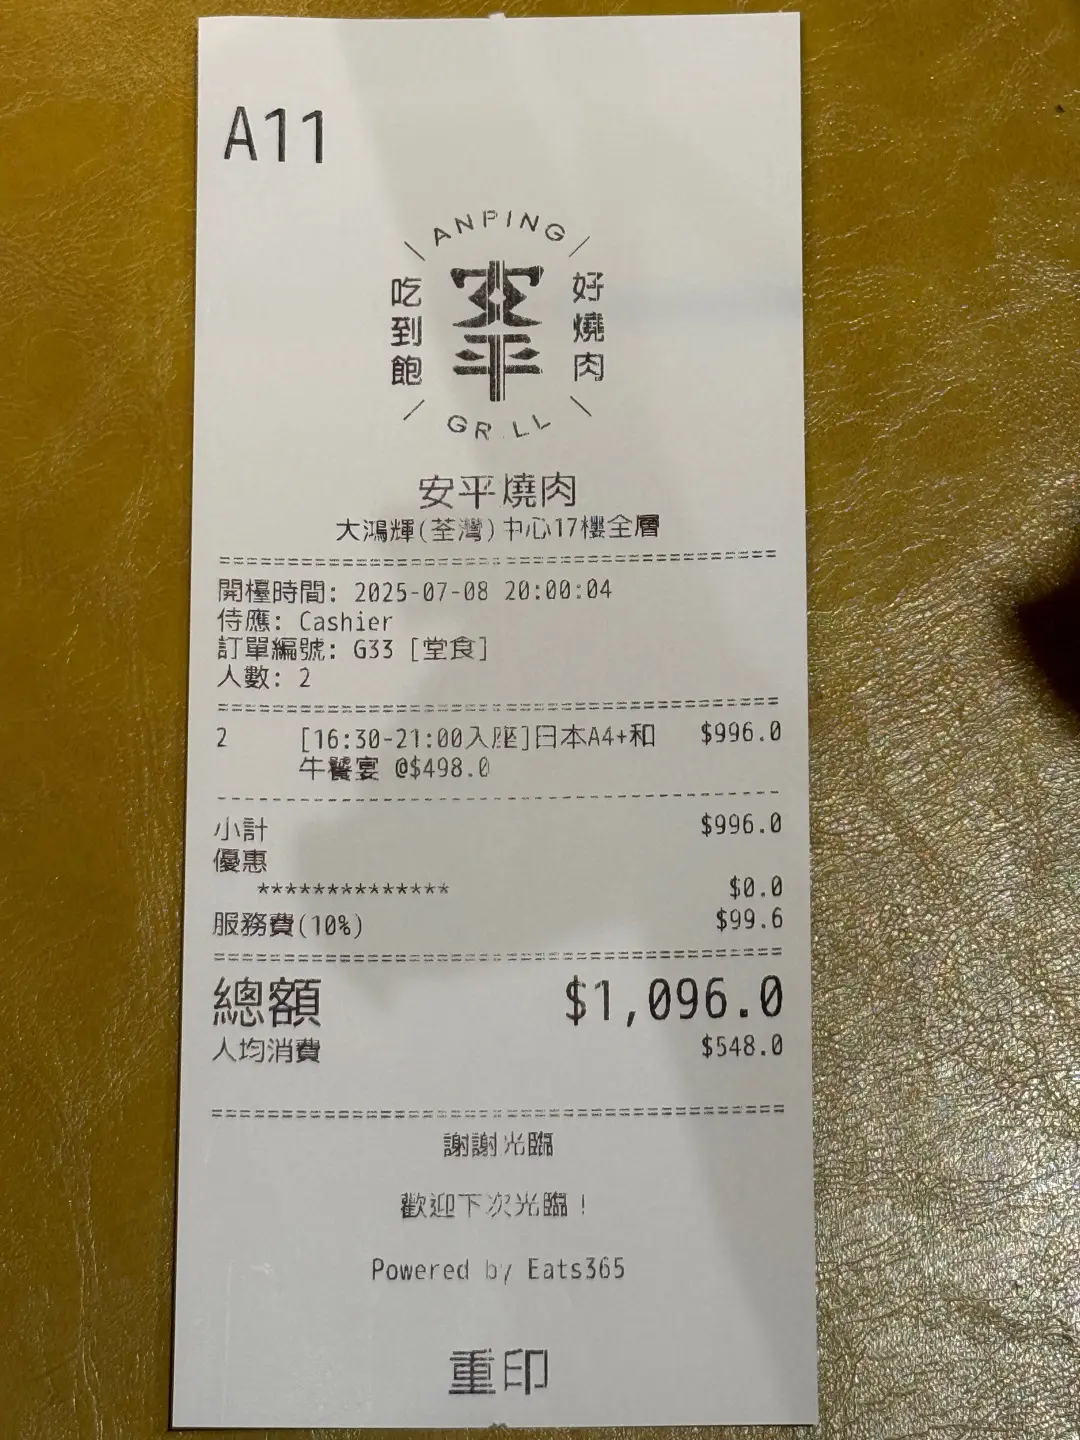 A11
ANPING
吃到飽
安平
好燒肉
GRILL
安平燒肉
大鴻輝(荃灣)中心17樓全層
開檯時間: 2025-07-08 20:00:04
侍應: Cashier
訂單編號: G33 [堂食]
人數: 2
2 [16:30-21:00入座]日本A4+和 $996.0
牛饗宴 @$498.0
小計 $996.0
優惠
************** $0.0
服務費(10%) $99.6
總額 $1,096.0
人均消費 $548.0
謝謝光臨
歡迎下次光臨!
Powered by Eats365
重印